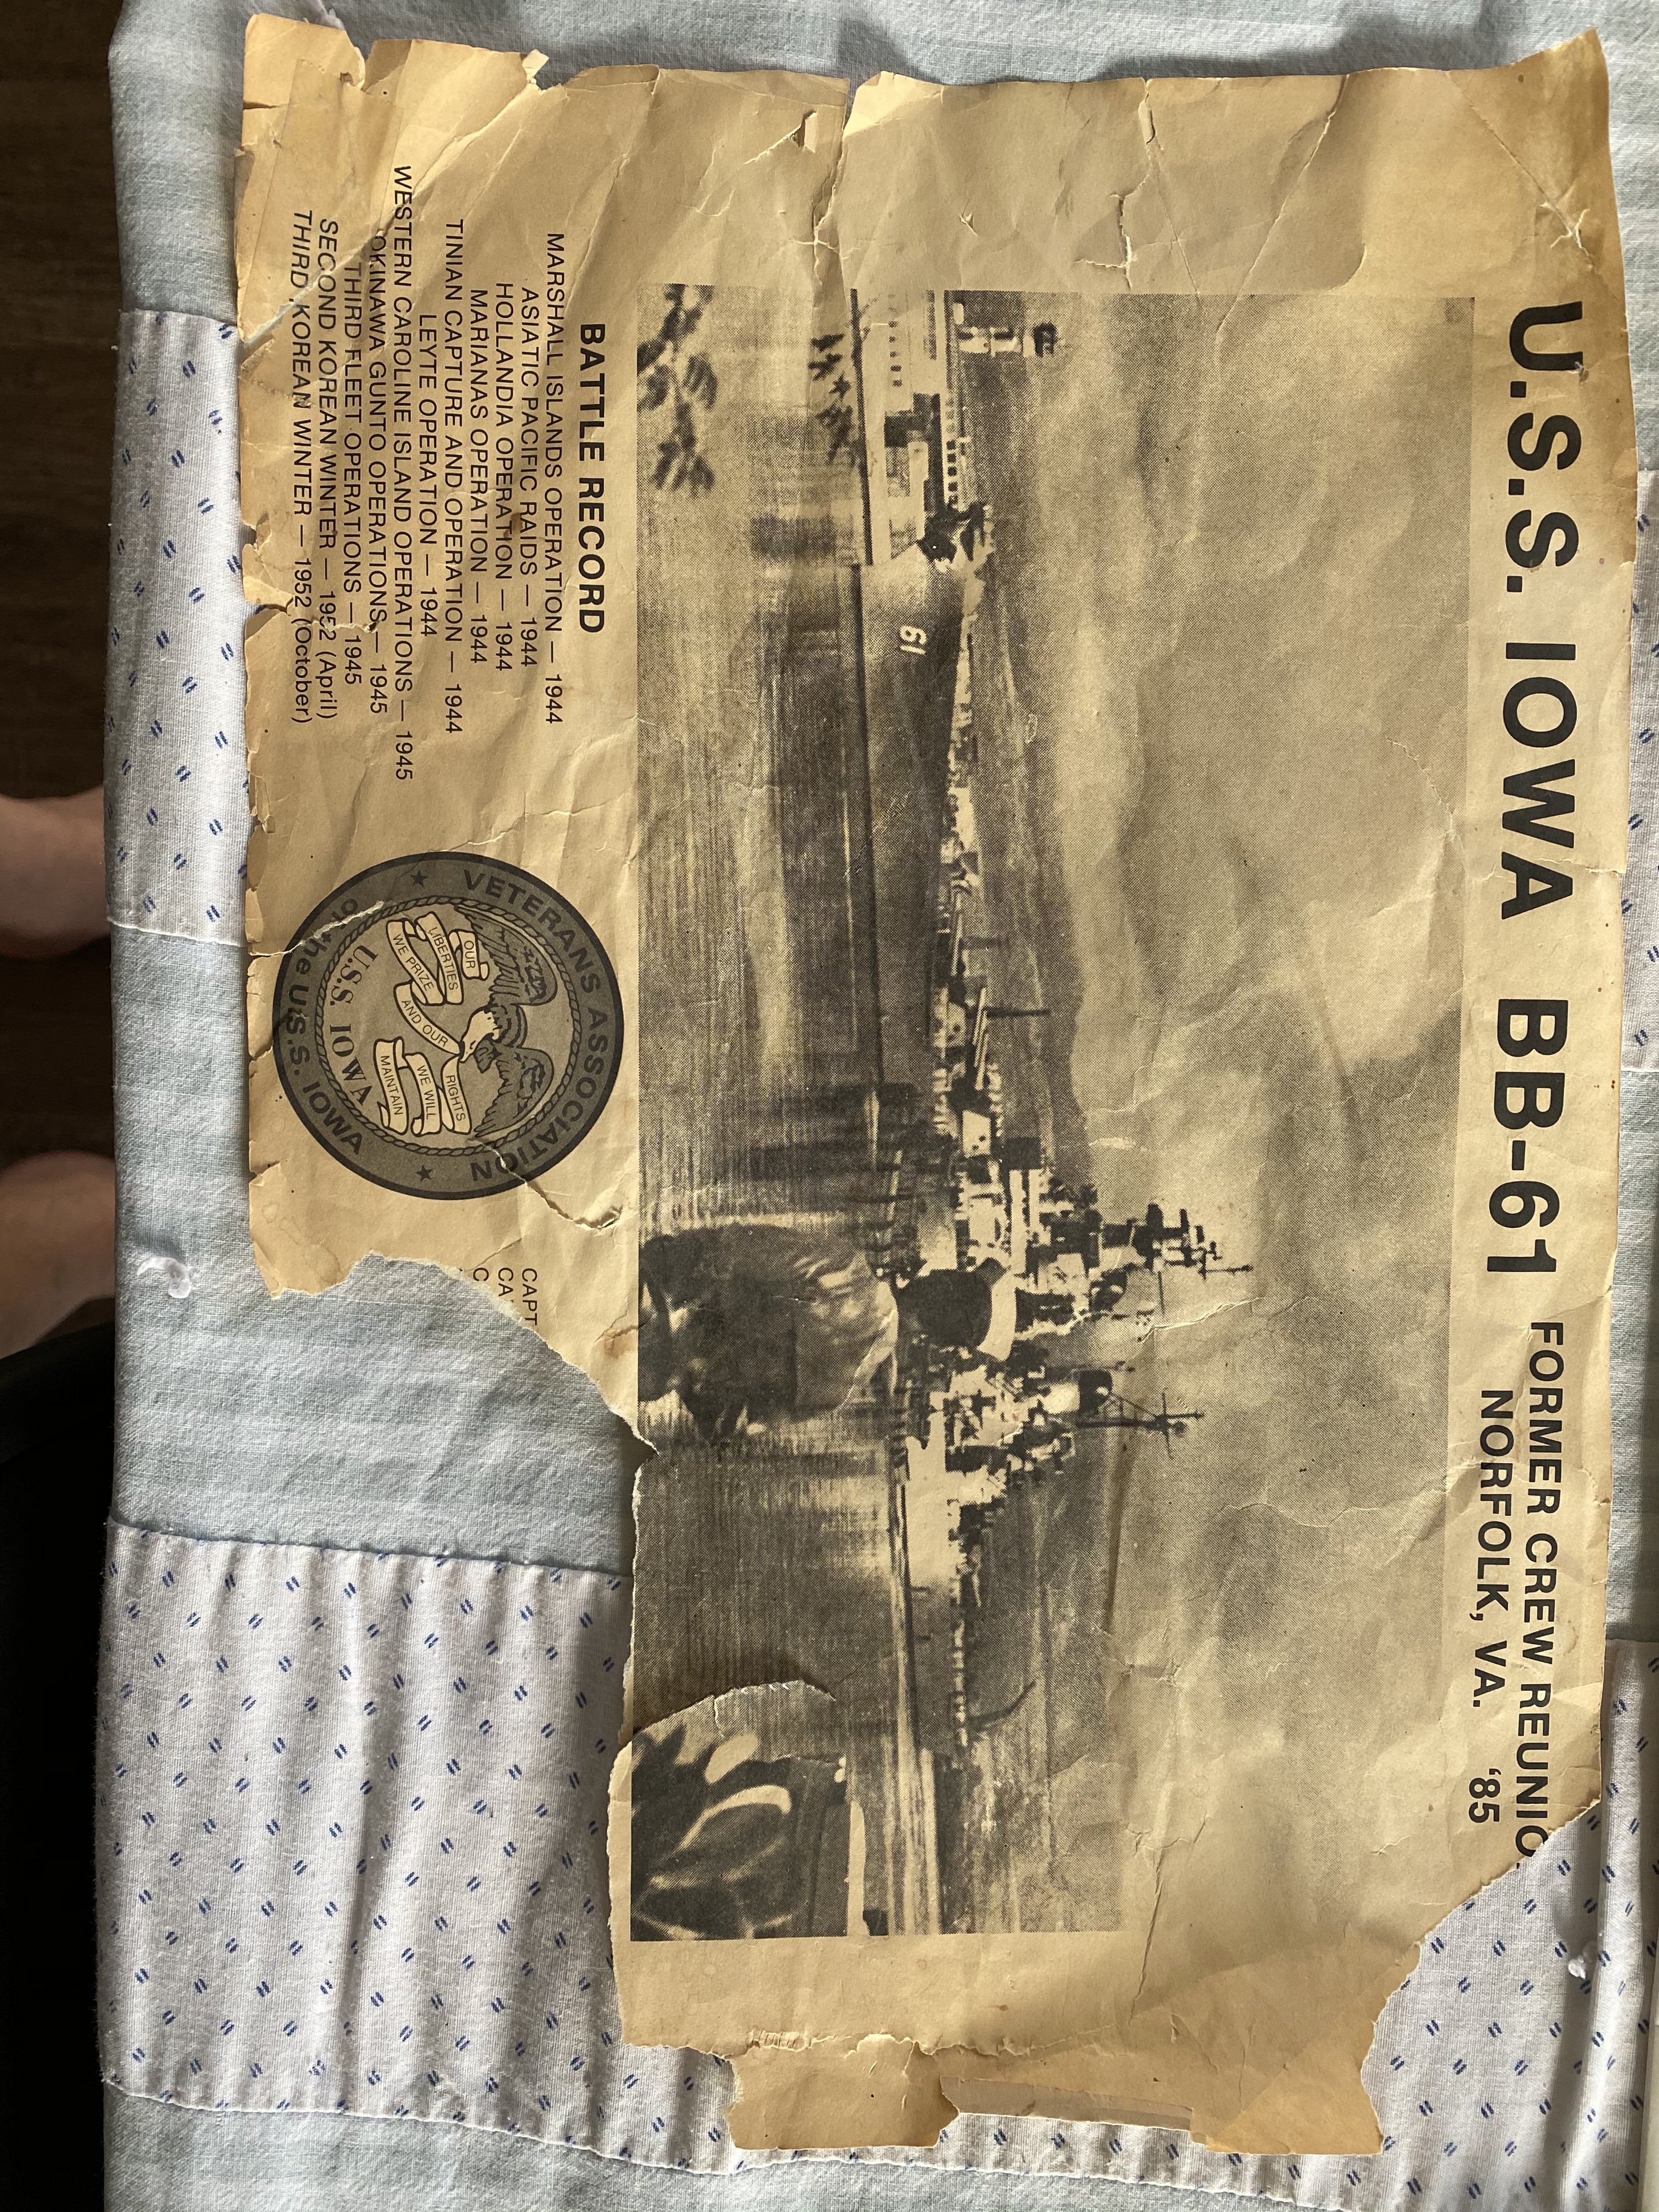 U.S.S. IOWA BB-61
FORMER CREW REUNIO
NORFOLK, VA. '85
61
BATTLE RECORD
MARSHALL ISLANDS OPERATION — 1944
ASIATIC PACIFIC RAIDS — 1944
HOLLANDIA OPERATION — 1944
MARIANAS OPERATION — 1944
TINIAN CAPTURE AND OPERATION — 1944
LEYTE OPERATION — 1944
WESTERN CAROLINE ISLAND OPERATIONS — 1945
OKINAWA GUNTO OPERATIONS — 1945
THIRD FLEET OPERATIONS — 1945
SECOND KOREAN WINTER — 1952 (April)
THIRD KOREAN WINTER — 1952 (October)
VETERANS ASSOCIATION
OUR
LIBERTIES
WE PRIZE
AND OUR
RIGHTS
WE WILL
MAINTAIN
U.S.S. IOWA
of the U.S.S. IOWA
CAPT
CA
C